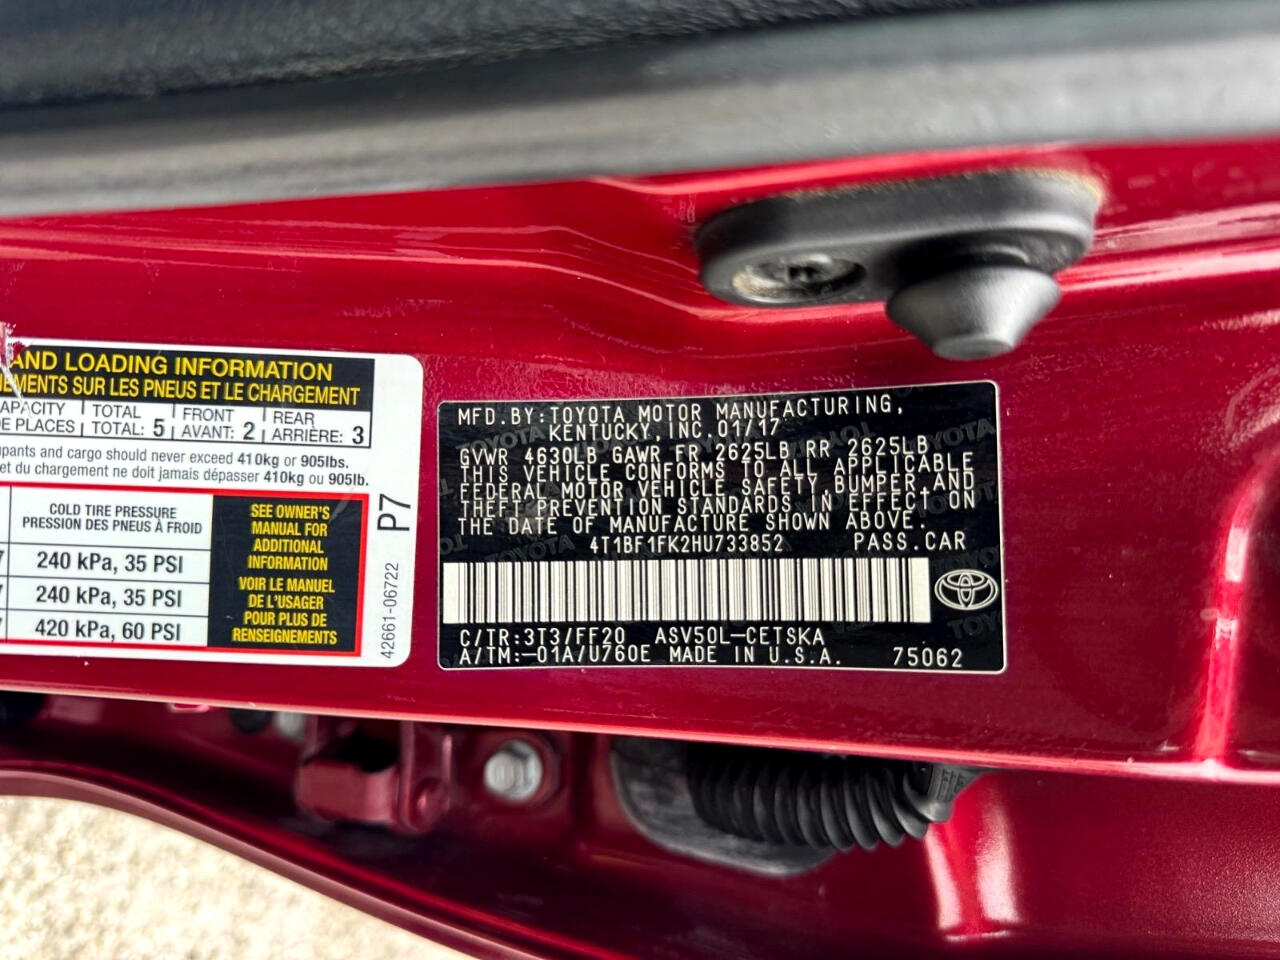 AND LOADING INFORMATION
NEMENTS SUR LES PNEUS ET LE CHARGEMENT
APACITY TOTAL FRONT REAR
DE PLACES TOTAL: 5 AVANT: 2 ARRIÈRE: 3
pants and cargo should never exceed 410kg or 905lbs.
et du chargement ne doit jamais dépasser 410kg ou 905lb.
COLD TIRE PRESSURE
PRESSION DES PNEUS À FROID
240 kPa, 35 PSI
240 kPa, 35 PSI
420 kPa, 60 PSI
SEE OWNER'S
MANUAL FOR
ADDITIONAL
INFORMATION
VOIR LE MANUEL
DE L'USAGER
POUR PLUS DE
RENSEIGNEMENTS
P7
42661-06722
MFD.BY:TOYOTA MOTOR MANUFACTURING,
KENTUCKY,INC.01/17
GVWR 4630LB GAWR FR 2625LB RR 2625LB
THIS VEHICLE CONFORMS TO ALL APPLICABLE
FEDERAL MOTOR VEHICLE SAFETY,BUMPER,AND
THEFT PREVENTION STANDARDS IN EFFECT ON
THE DATE OF MANUFACTURE SHOWN ABOVE.
4T1BF1FK2HU733852 PASS.CAR
C/TR:3T3/FF20 ASV50L-CETSKA
A/TM:-01A/U760E MADE IN U.S.A. 75062